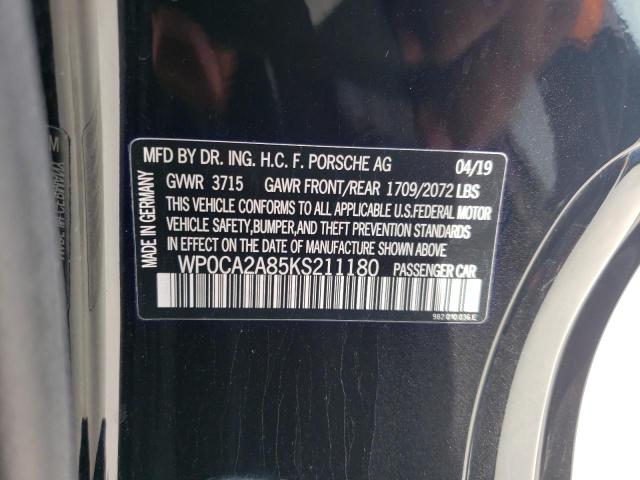 MFD BY DR. ING. H.C. F. PORSCHE AG 04/19
GVWR 3715 GAWR FRONT/REAR 1709/2072 LBS
THIS VEHICLE CONFORMS TO ALL APPLICABLE U.S.FEDERAL MOTOR
VEHICLE SAFETY,BUMPER,AND THEFT PREVENTION STANDARDS
IN EFFECT ON THE DATE OF MANUFACTURE SHOWN ABOVE.
WP0CA2A85KS211180 PASSENGER CAR
982 010 036 E
MADE IN GERMANY